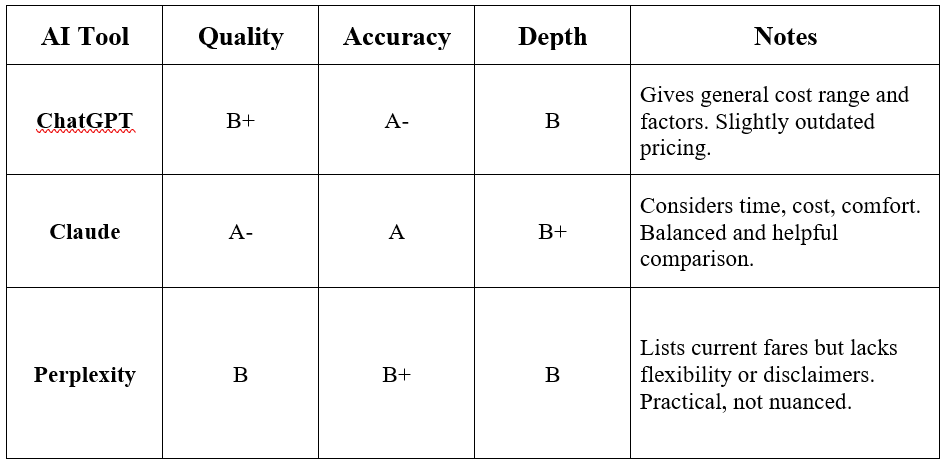 AI Tool Quality Accuracy Depth Notes
ChatGPT B+ A- B Gives general cost range and
factors. Slightly outdated
pricing.
Claude A- A B+ Considers time, cost, comfort.
Balanced and helpful
comparison.
Perplexity B B+ B Lists current fares but lacks
flexibility or disclaimers.
Practical, not nuanced.